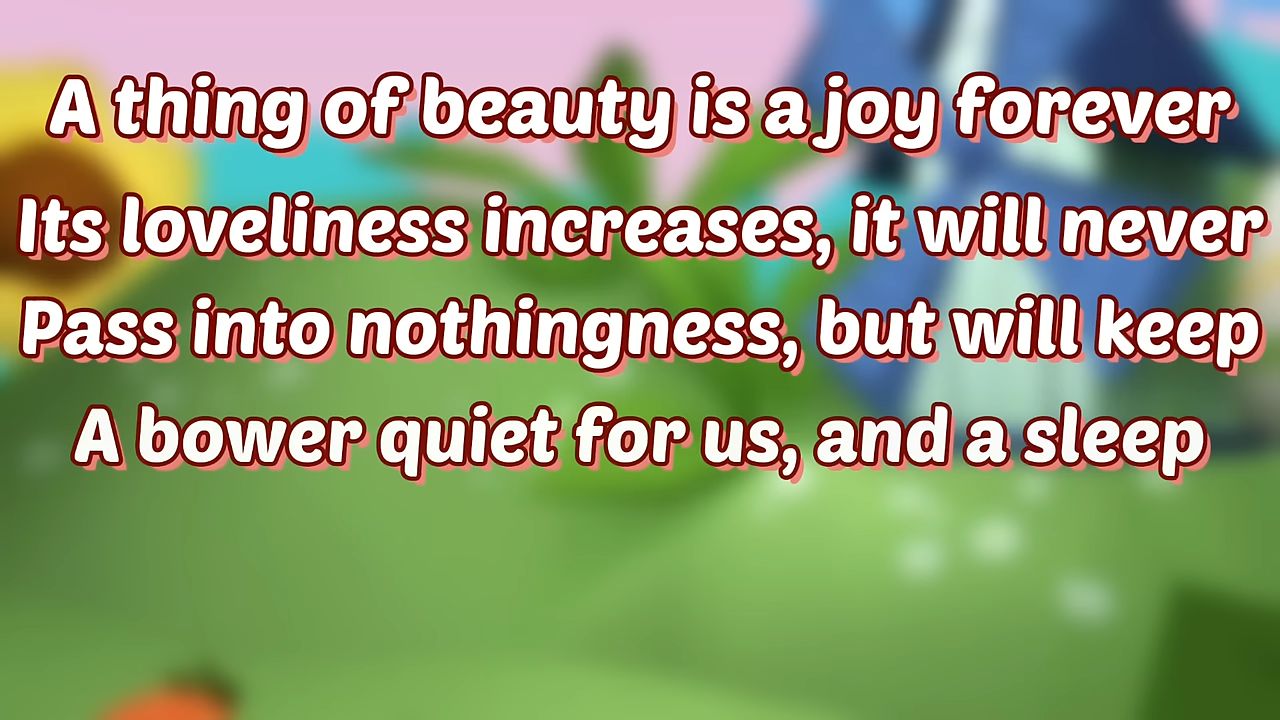 A thing of beauty is a joy forever
Its loveliness increases, it will never
Pass into nothingness, but will keep
A bower quiet for us, and a sleep